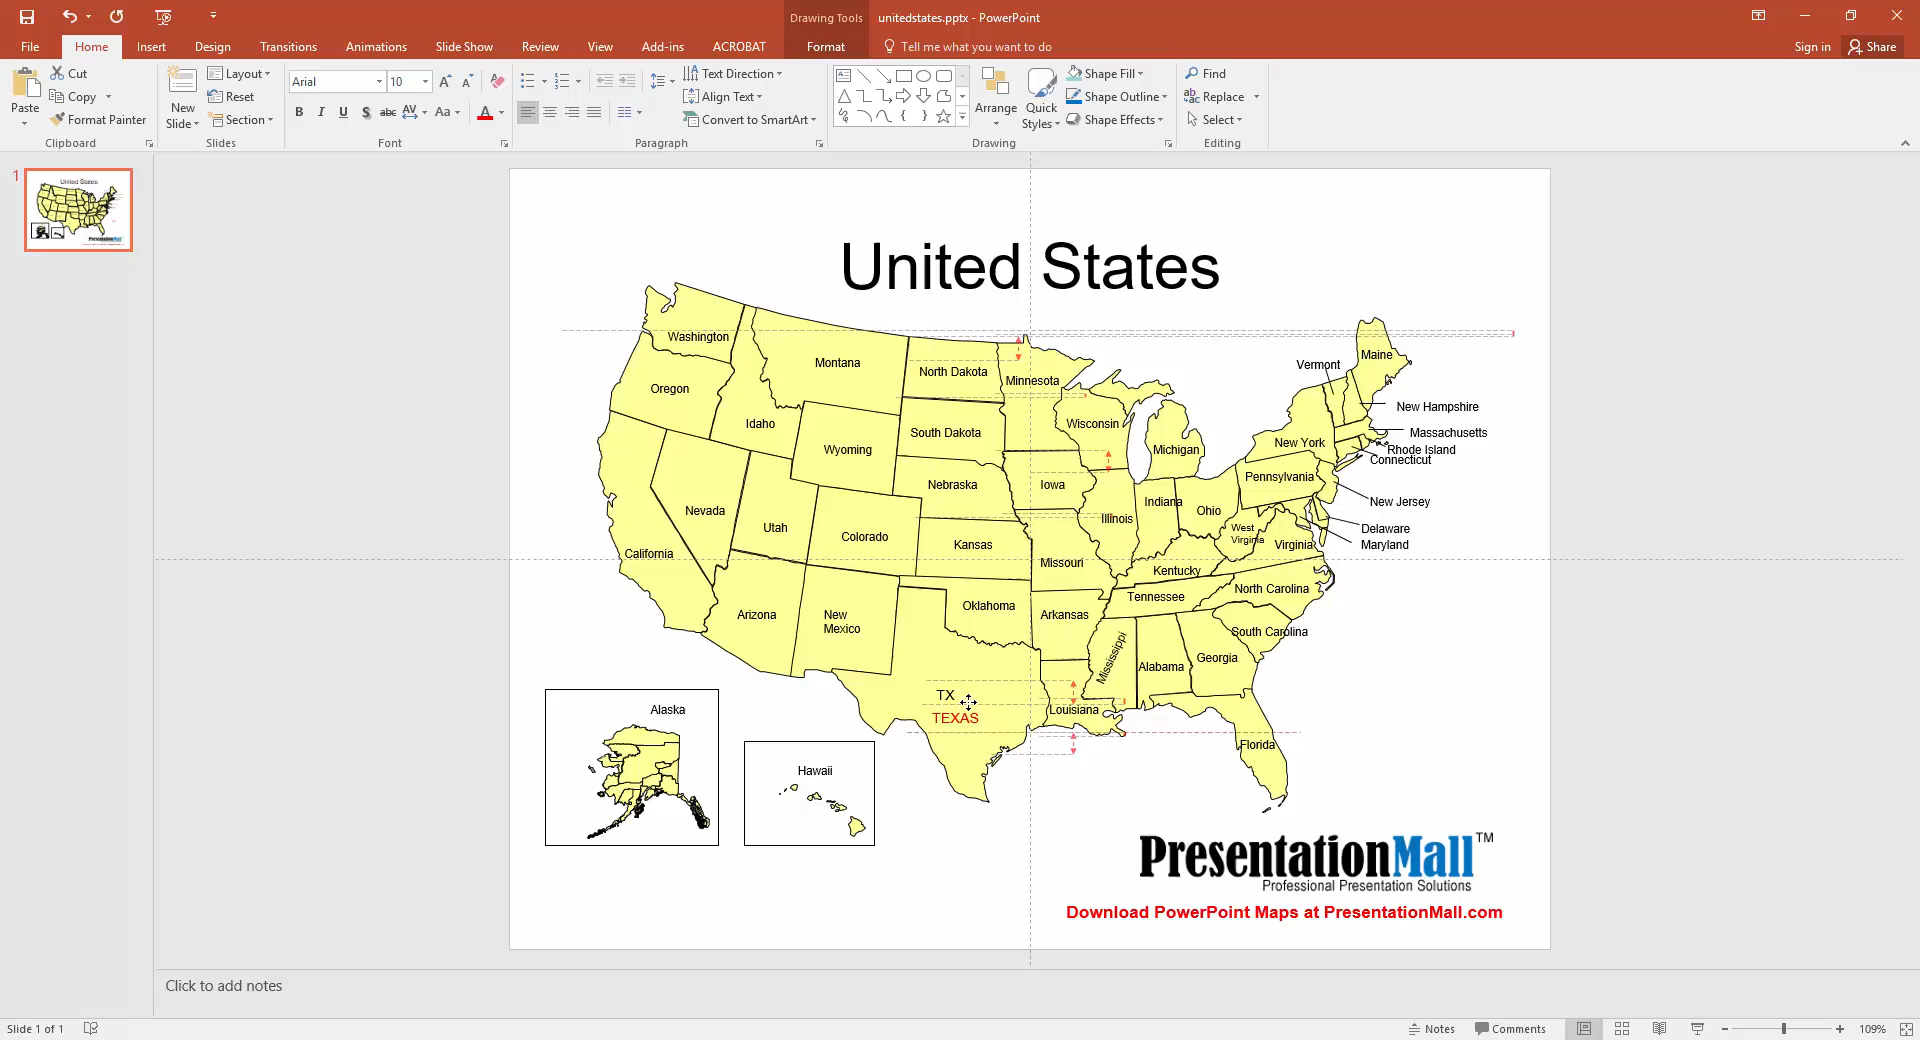 Drawing Tools
unitedstates.pptx - PowerPoint
File
Home
Insert
Design
Transitions
Animations
Slide Show
Review
View
Add-ins
ACROBAT
Format
Tell me what you want to do
Sign in
Share
Paste
Cut
Copy
Format Painter
Clipboard
New
Slide
Layout
Reset
Section
Slides
Arial
10
B I U S abc AV Aa A
Font
Text Direction
Align Text
Convert to SmartArt
Paragraph
Arrange
Quick
Styles
Shape Fill
Shape Outline
Shape Effects
Drawing
Find
Replace
Select
Editing
1
United States
Washington
Montana
North Dakota
Minnesota
Maine
Vermont
Oregon
Idaho
Wyoming
South Dakota
Wisconsin
Michigan
New York
New Hampshire
Massachusetts
Rhode Island
Connecticut
Nebraska
Iowa
Pennsylvania
New Jersey
Nevada
Utah
Colorado
Kansas
Illinois
Indiana
Ohio
West
Virginia
Virginia
Delaware
Maryland
California
Missouri
Kentucky
North Carolina
Arizona
New
Mexico
Oklahoma
Arkansas
Tennessee
South Carolina
Mississippi
Alabama
Georgia
TX
TEXAS
Louisiana
Florida
Alaska
Hawaii
PresentationMall™
Professional Presentation Solutions
Download PowerPoint Maps at PresentationMall.com
Click to add notes
Slide 1 of 1
Notes
Comments
109%